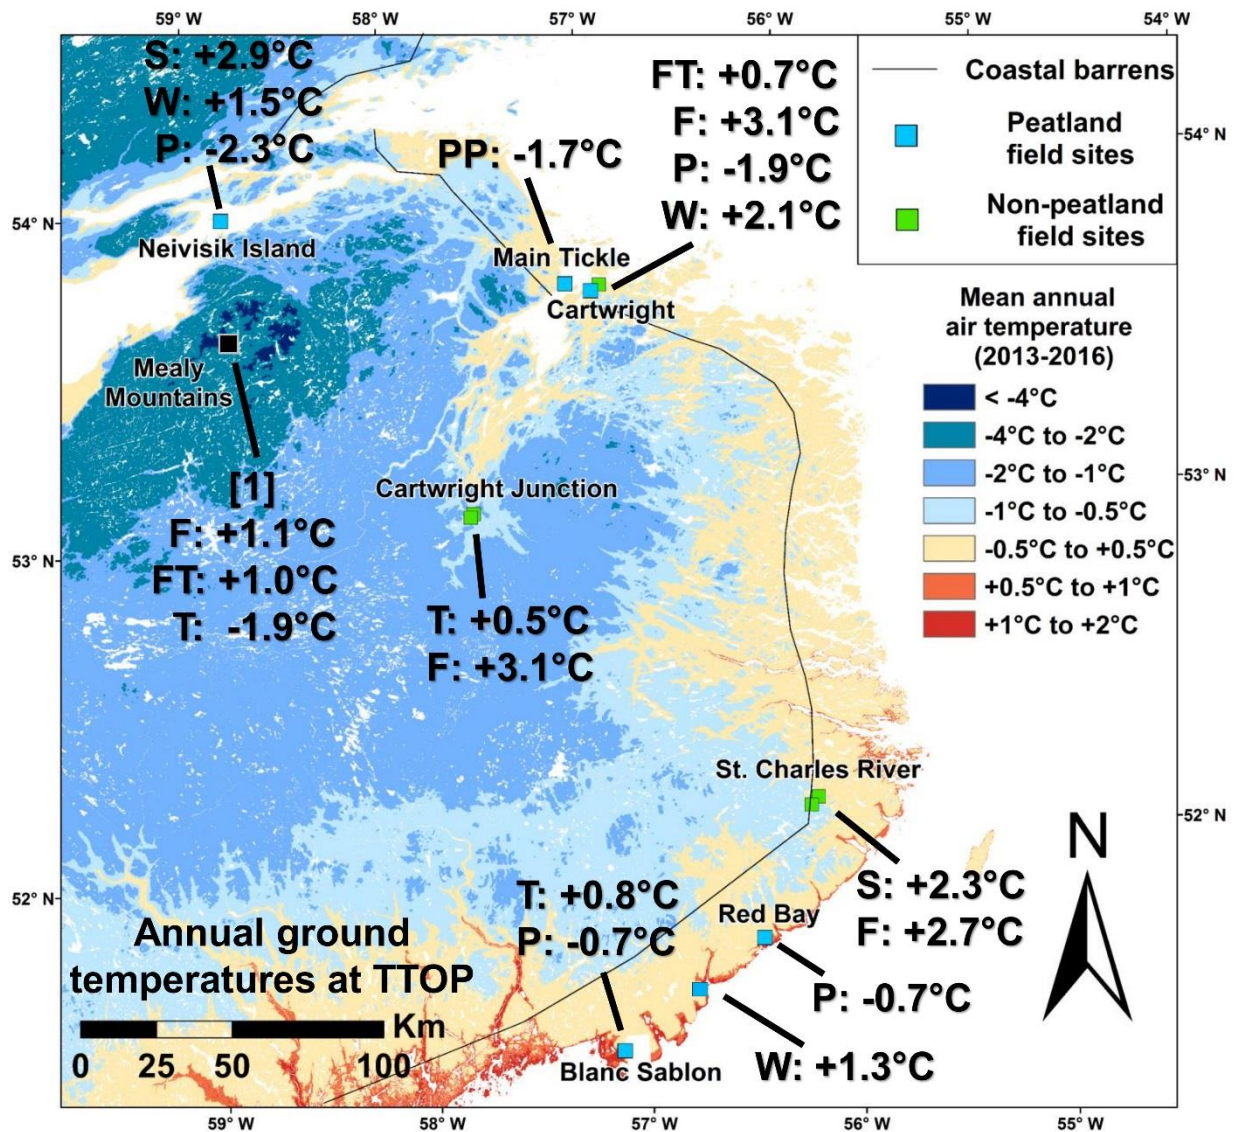 59° W
58° W
57° W
56° W
55° W
54° W
S: +2.9°C
W: +1.5°C
P: -2.3°C
FT: +0.7°C
F: +3.1°C
P: -1.9°C
W: +2.1°C
PP: -1.7°C
Coastal barrens
Peatland
field sites
Non-peatland
field sites
54° N
54° N
Neivisik Island
Main Tickle
Cartwright
Mealy
Mountains
Mean annual
air temperature
(2013-2016)
< -4°C
-4°C to -2°C
-2°C to -1°C
-1°C to -0.5°C
-0.5°C to +0.5°C
+0.5°C to +1°C
+1°C to +2°C
53° N
53° N
[1]
F: +1.1°C
FT: +1.0°C
T: -1.9°C
Cartwright Junction
T: +0.5°C
F: +3.1°C
St. Charles River
52° N
52° N
S: +2.3°C
F: +2.7°C
N
T: +0.8°C
P: -0.7°C
Red Bay
P: -0.7°C
W: +1.3°C
Blanc Sablon
Annual ground
temperatures at TTOP
Km
0 25 50 100
59° W
58° W
57° W
56° W
55° W